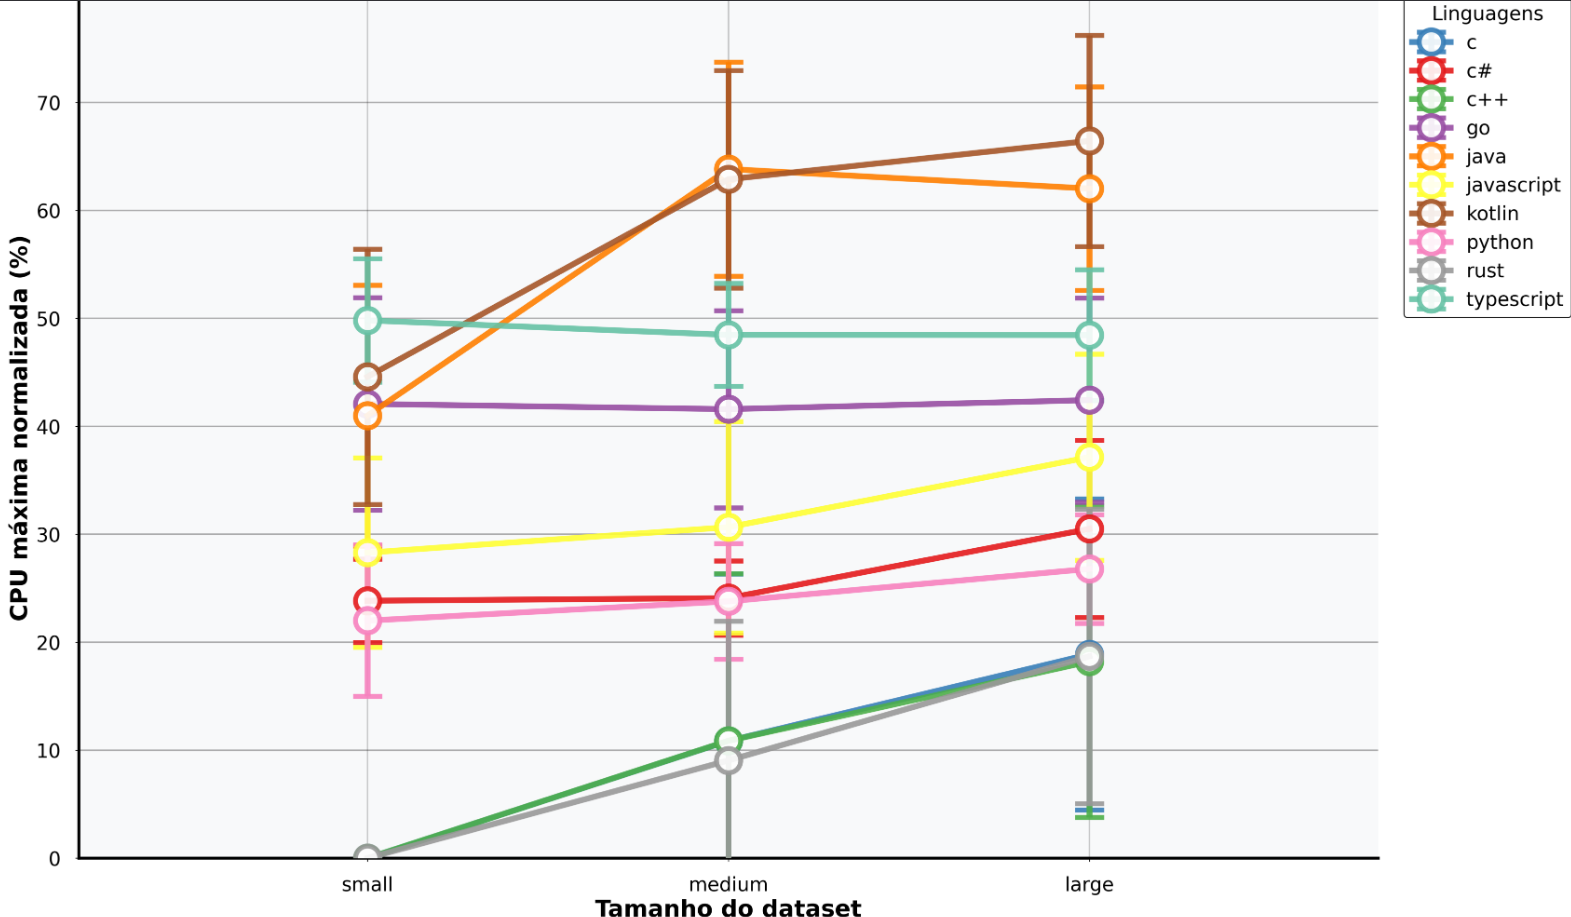 CPU máxima normalizada (%)
70
60
50
40
30
20
10
0
small
medium
large
Tamanho do dataset
Linguagens
c
c#
c++
go
java
javascript
kotlin
python
rust
typescript